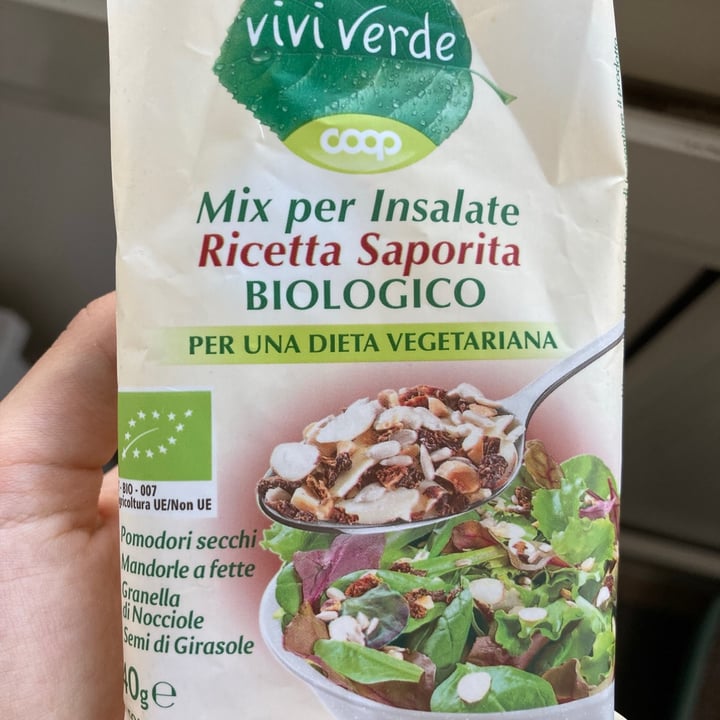 vivi verde
coop
Mix per Insalate
Ricetta Saporita
BIOLOGICO
PER UNA DIETA VEGETARIANA
BIO - 007
UE/Non UE
Pomodori secchi
Mandorle a fette
Granella
di Nocciole
Semi di Girasole
40g e